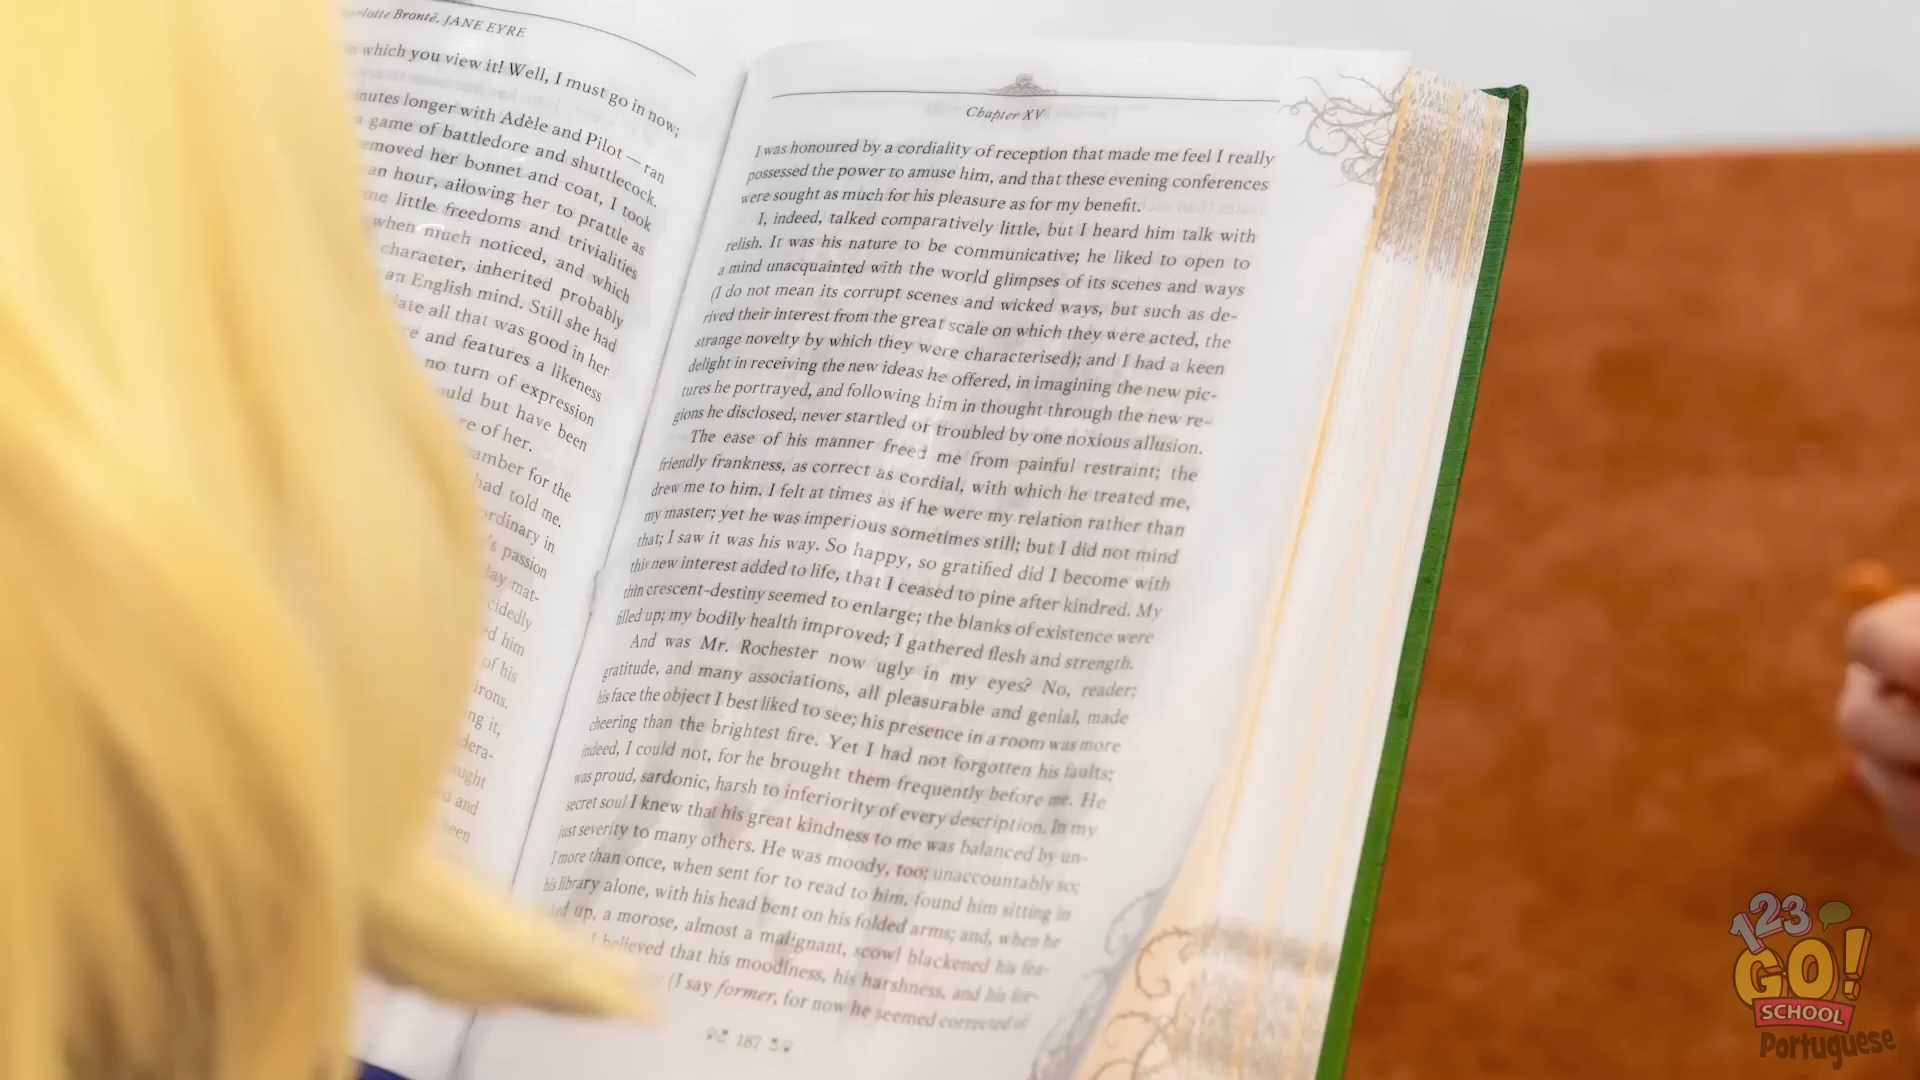 Charlotte Brontë. JANE EYRE
in which you view it! Well, I must go in now;
minutes longer with Adèle and Pilot — ran
a game of battledore and shuttlecock.
removed her bonnet and coat, I took
an hour, allowing her to prattle as
me little freedoms and trivialities
when much noticed, and which
character, inherited probably
an English mind. Still she had
all that was good in her
and features a likeness
no turn of expression
but have been
of her.
for the
had told me.
in
passion
him
of his
irons,
it,
and
Chapter XV
I was honoured by a cordiality of reception that made me feel I really
possessed the power to amuse him, and that these evening conferences
were sought as much for his pleasure as for my benefit.
I, indeed, talked comparatively little, but I heard him talk with
relish. It was his nature to be communicative; he liked to open to
a mind unacquainted with the world glimpses of its scenes and ways
(I do not mean its corrupt scenes and wicked ways, but such as de-
rived their interest from the great scale on which they were acted, the
strange novelty by which they were characterised); and I had a keen
delight in receiving the new ideas he offered, in imagining the new pic-
tures he portrayed, and following him in thought through the new re-
gions he disclosed, never startled or troubled by one noxious allusion.
The ease of his manner freed me from painful restraint; the
friendly frankness, as correct as cordial, with which he treated me,
drew me to him. I felt at times as if he were my relation rather than
my master; yet he was imperious sometimes still; but I did not mind
that; I saw it was his way. So happy, so gratified did I become with
this new interest added to life, that I ceased to pine after kindred. My
thin crescent-destiny seemed to enlarge; the blanks of existence were
filled up; my bodily health improved; I gathered flesh and strength.
And was Mr. Rochester now ugly in my eyes? No, reader;
gratitude, and many associations, all pleasurable and genial, made
his face the object I best liked to see; his presence in a room was more
cheering than the brightest fire. Yet I had not forgotten his faults;
indeed, I could not, for he brought them frequently before me. He
was proud, sardonic, harsh to inferiority of every description. In my
secret soul I knew that his great kindness to me was balanced by un-
just severity to many others. He was moody, too; unaccountably so;
I more than once, when sent for to read to him, found him sitting in
his library alone, with his head bent on his folded arms; and, when he
up, a morose, almost a malignant, scowl blackened his fea-
I believed that his moodiness, his harshness, and his for-
(I say former, for now he seemed corrected of
187
123
GO!
SCHOOL
Portuguese